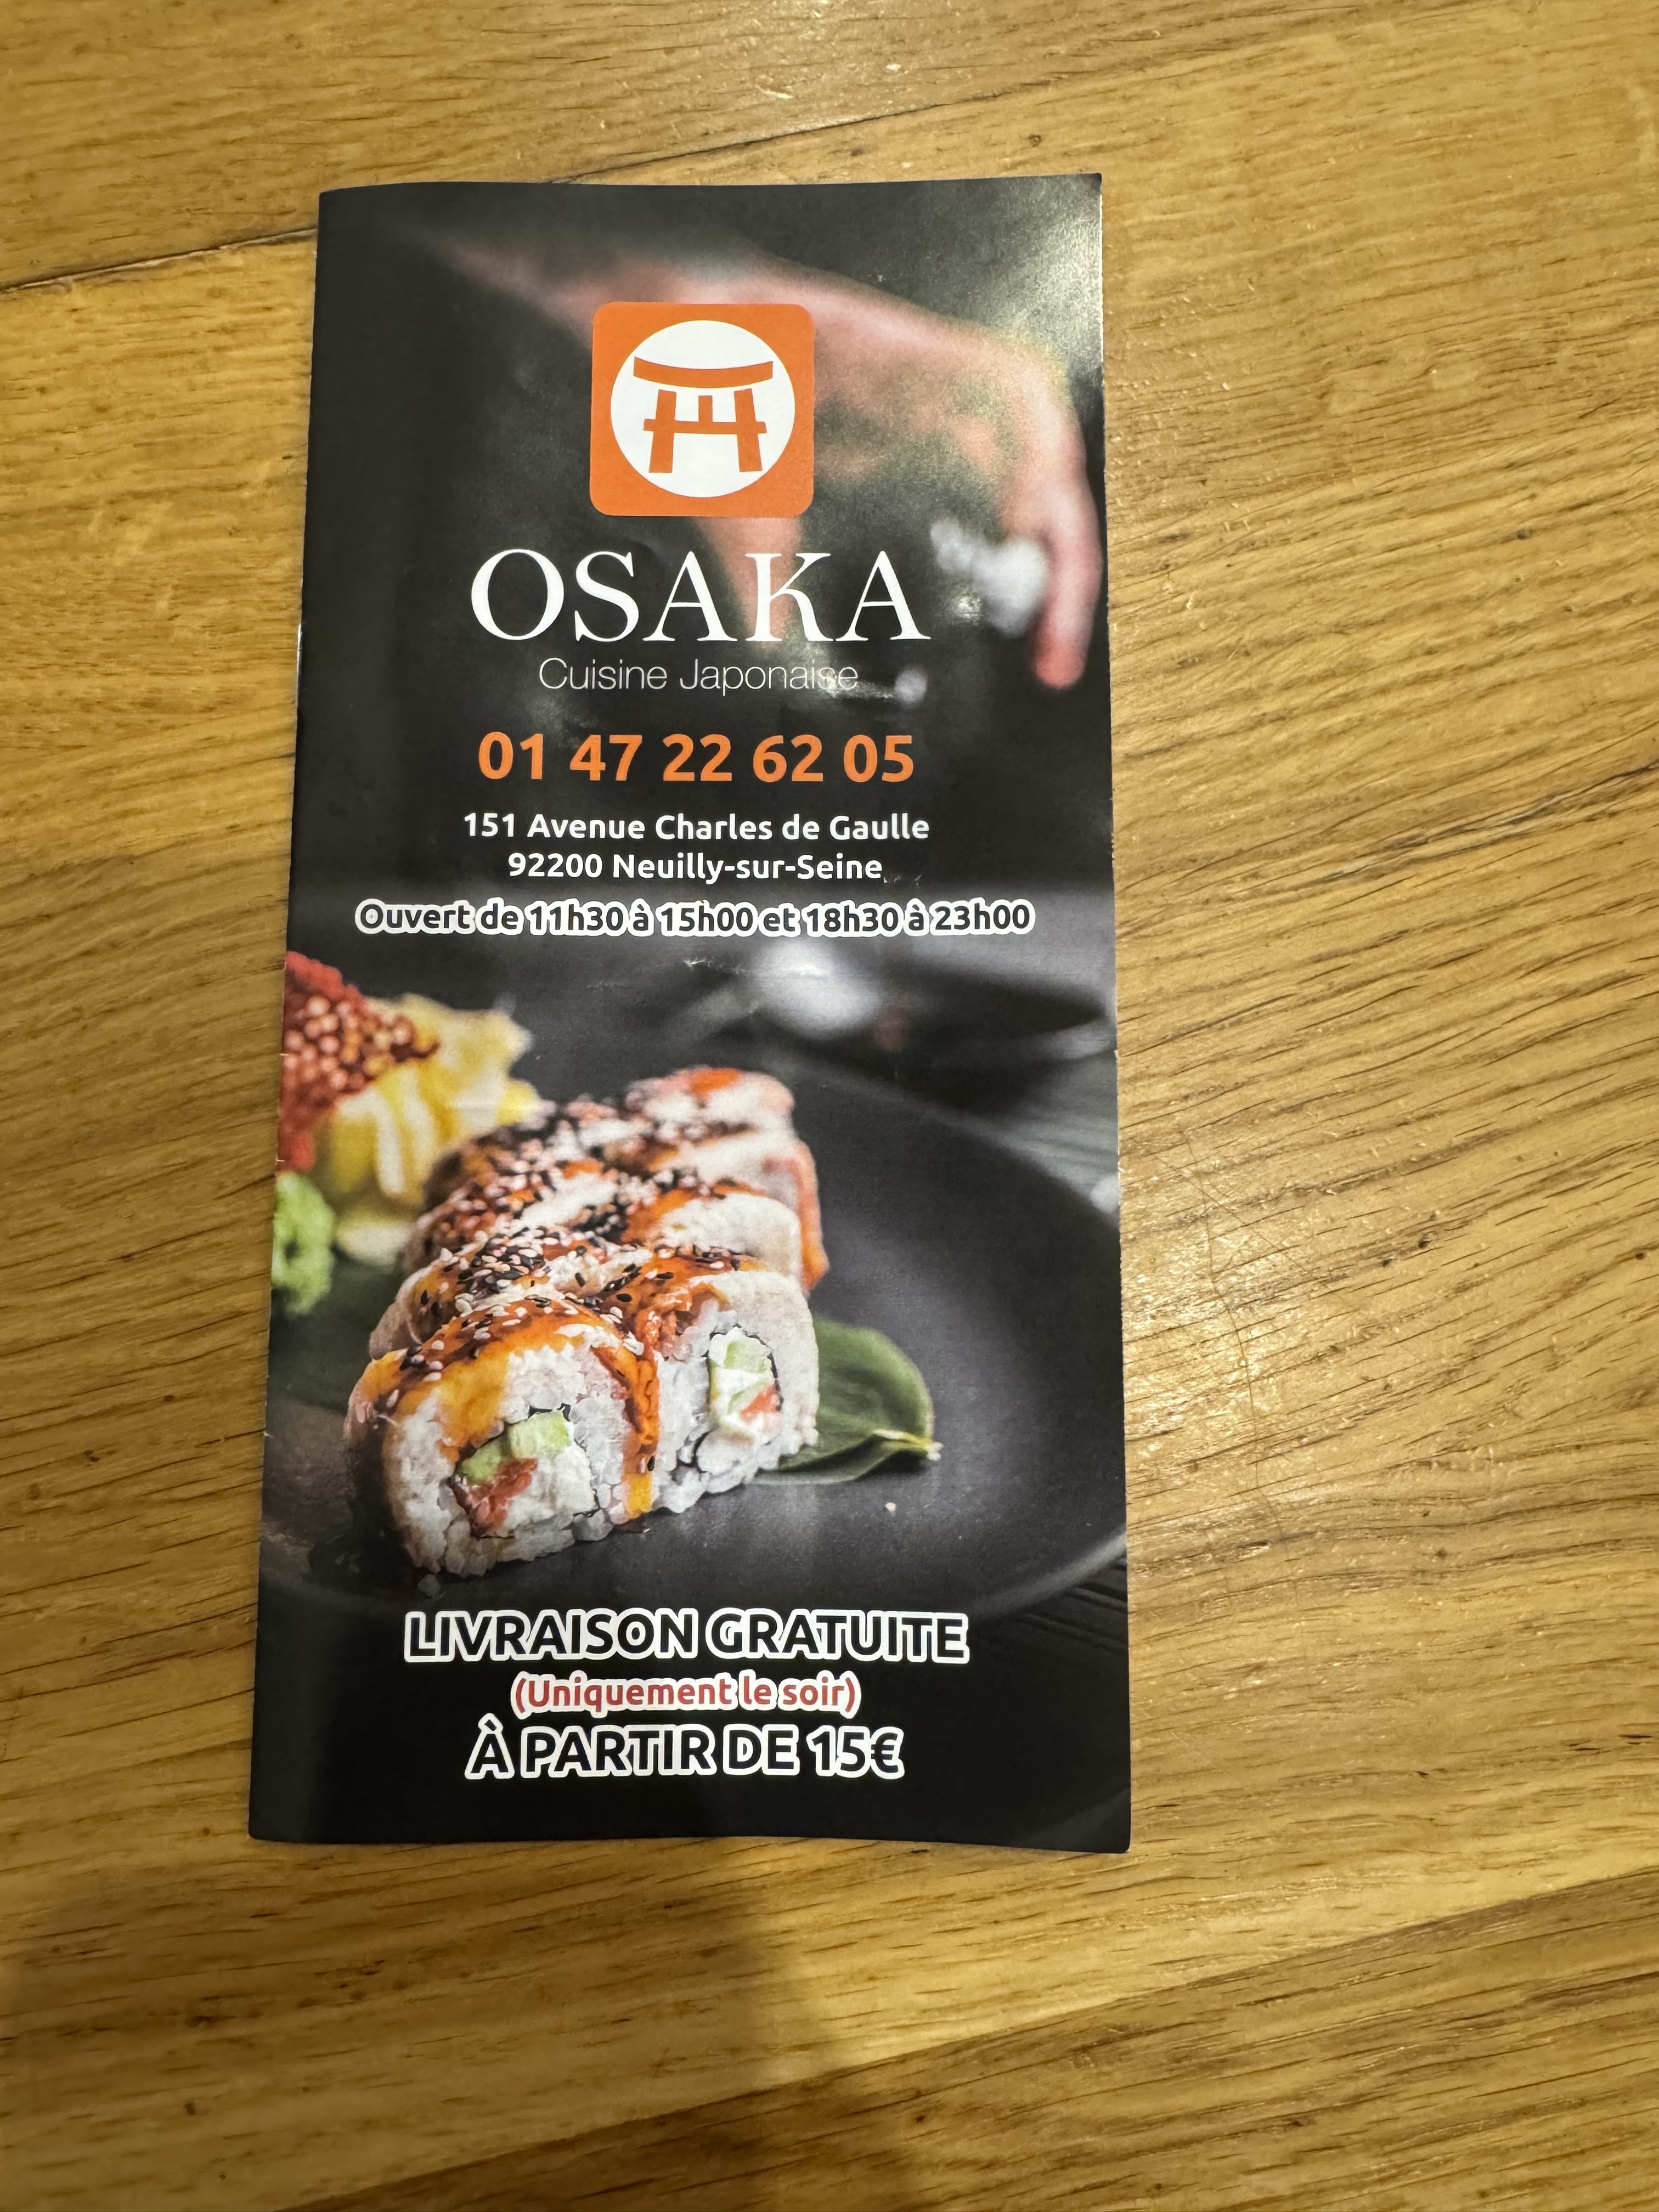 OSAKA
Cuisine Japonaise
01 47 22 62 05
151 Avenue Charles de Gaulle
92200 Neuilly-sur-Seine
Ouvert de 11h30 à 15h00 et 18h30 à 23h00
LIVRAISON GRATUITE
(Uniquement le soir)
À PARTIR DE 15€